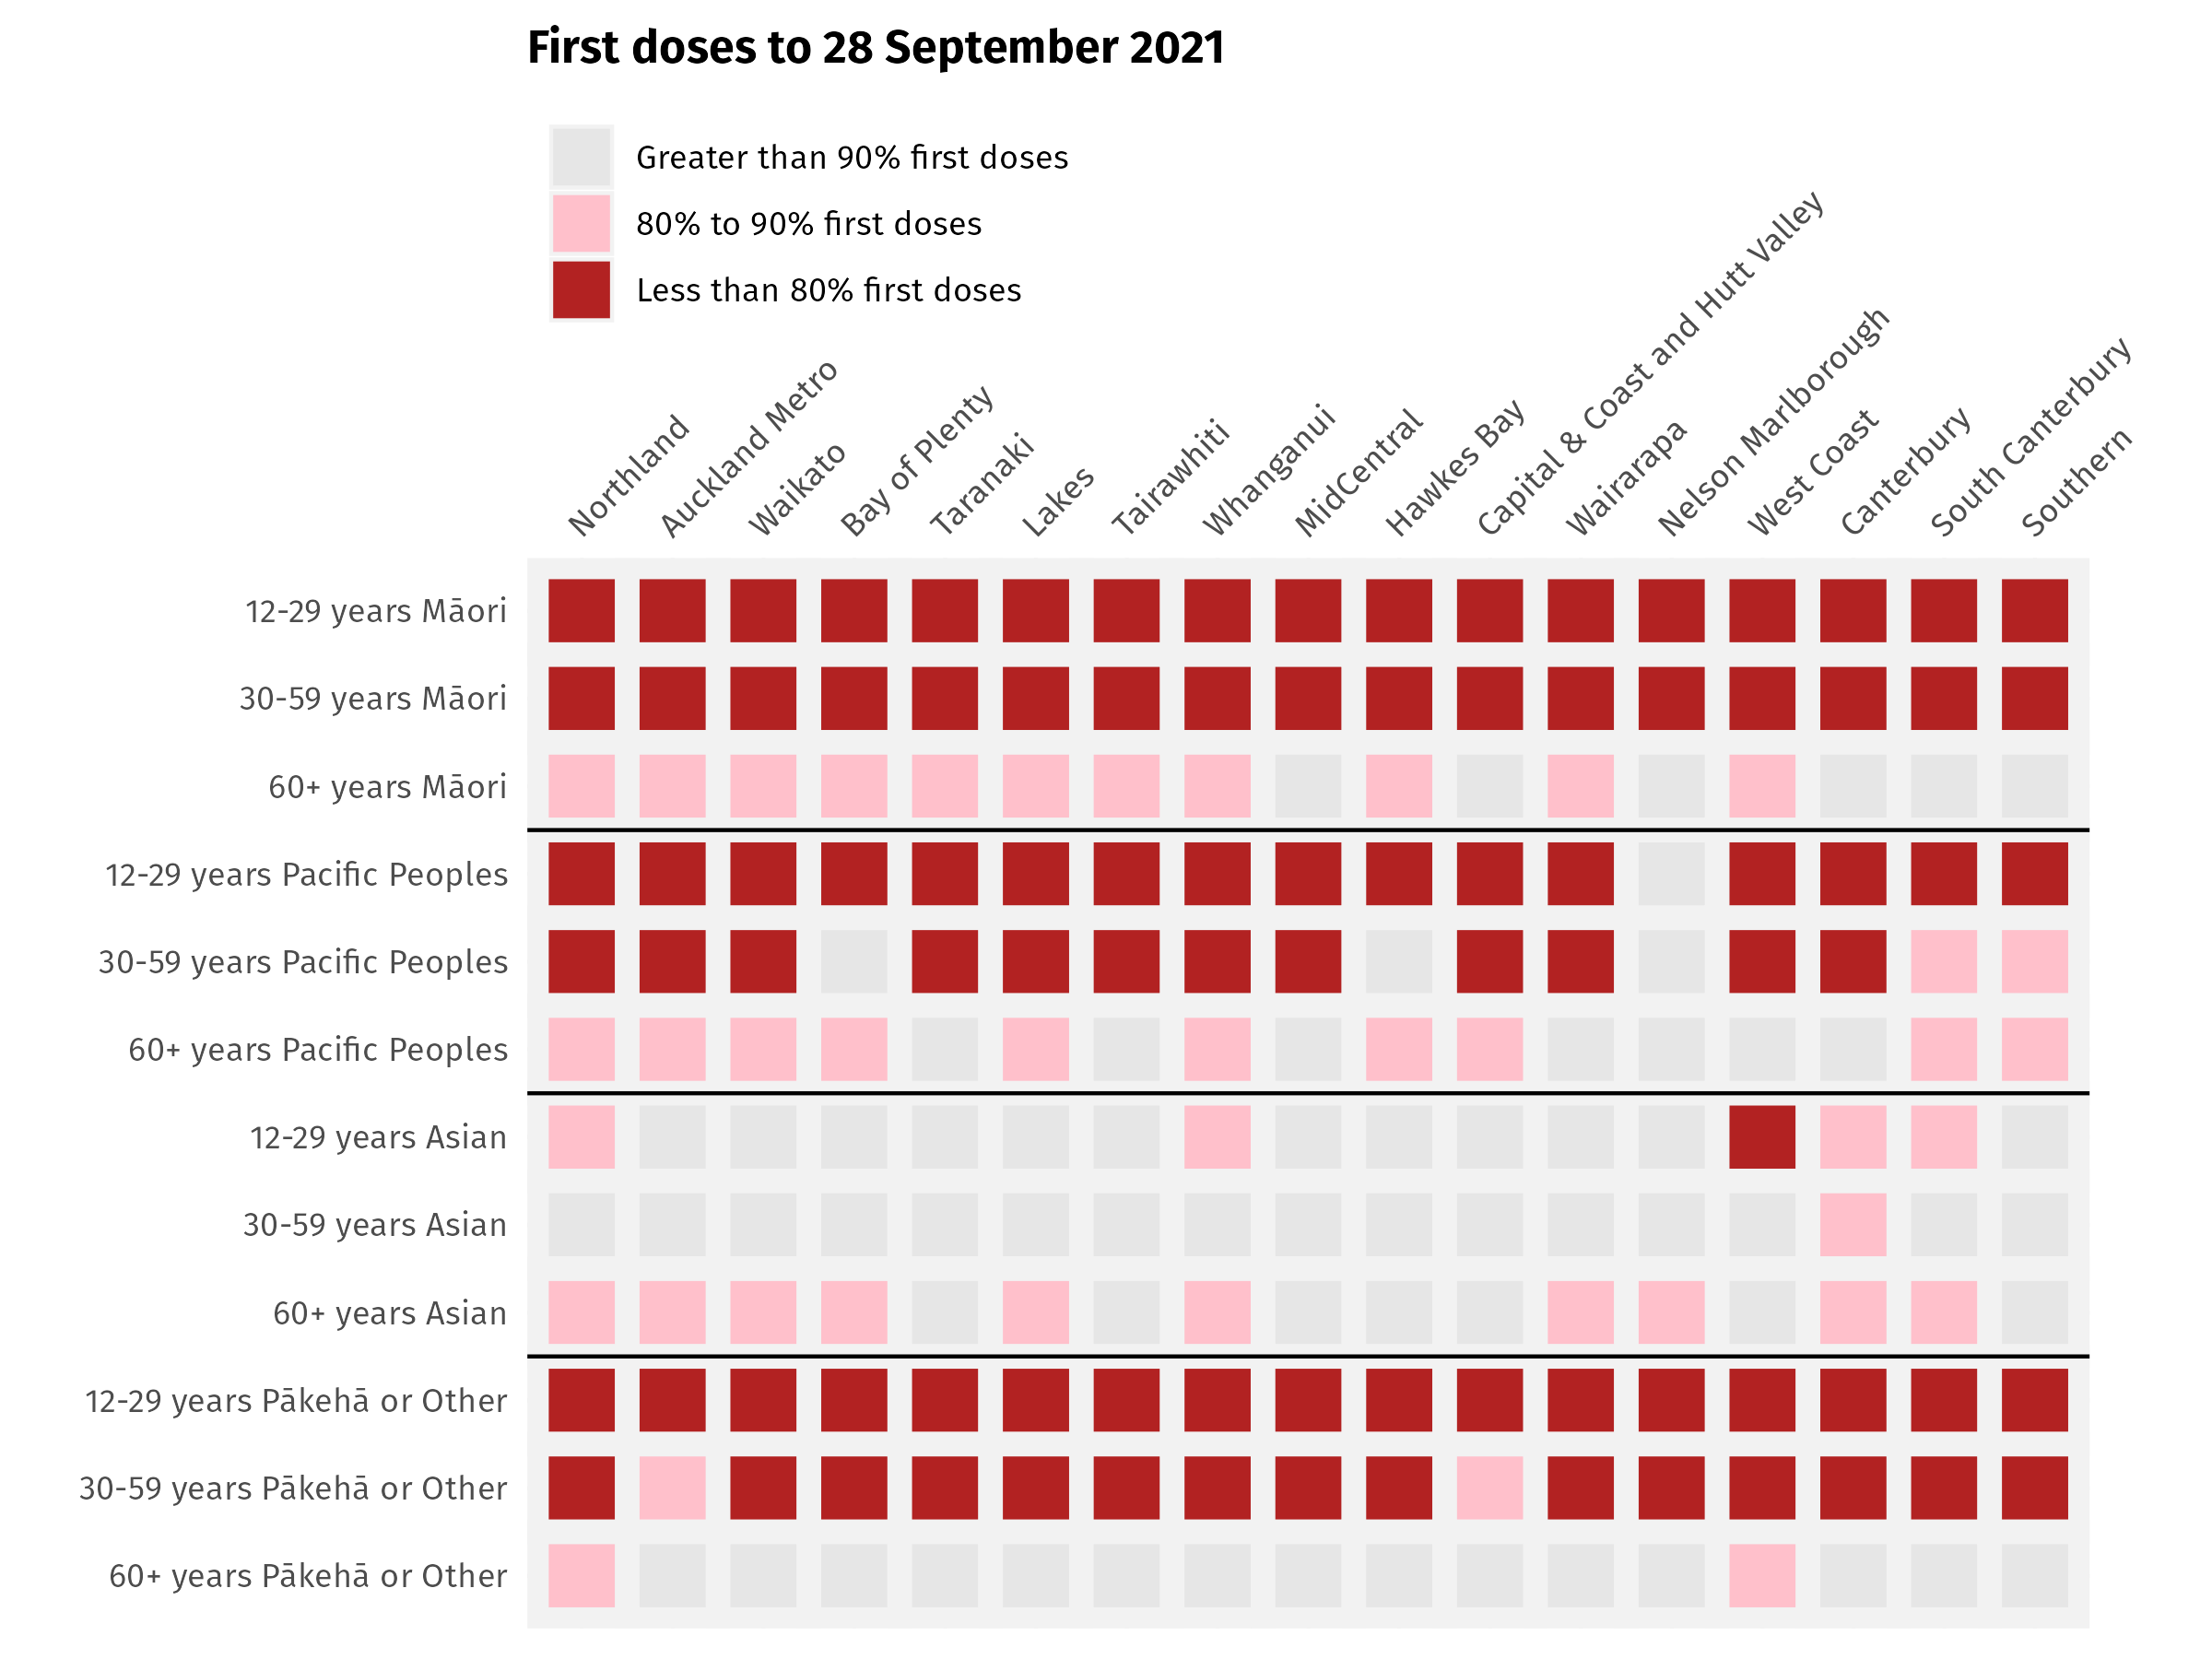 First doses to 28 September 2021
Greater than 90% first doses
80% to 90% first doses
Less than 80% first doses
Northland
Auckland Metro
Waikato
Bay of Plenty
Taranaki
Lakes
Tairawhiti
Whanganui
MidCentral
Hawkes Bay
Capital & Coast and Hutt Valley
Wairarapa
Nelson Marlborough
West Coast
Canterbury
South Canterbury
Southern
12-29 years Māori
30-59 years Māori
60+ years Māori
12-29 years Pacific Peoples
30-59 years Pacific Peoples
60+ years Pacific Peoples
12-29 years Asian
30-59 years Asian
60+ years Asian
12-29 years Pākehā or Other
30-59 years Pākehā or Other
60+ years Pākehā or Other